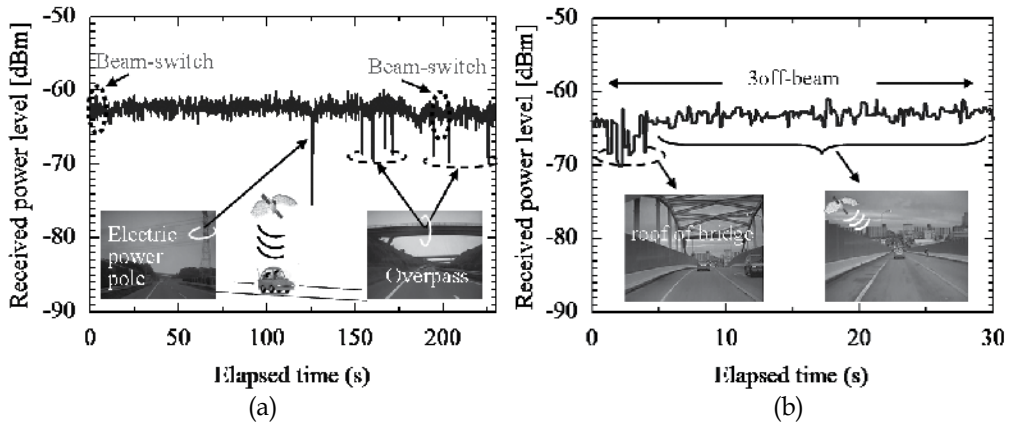 -50
-60
-70
-80
-90
Received power level [dBm]
Beam-switch
Beam-switch
Electric
power
pole
Overpass
0
50
100
150
200
Elapsed time (s)
(a)
-50
-60
-70
-80
-90
Received power level [dBm]
3off-beam
roof of bridge
0
10
20
30
Elapsed time (s)
(b)